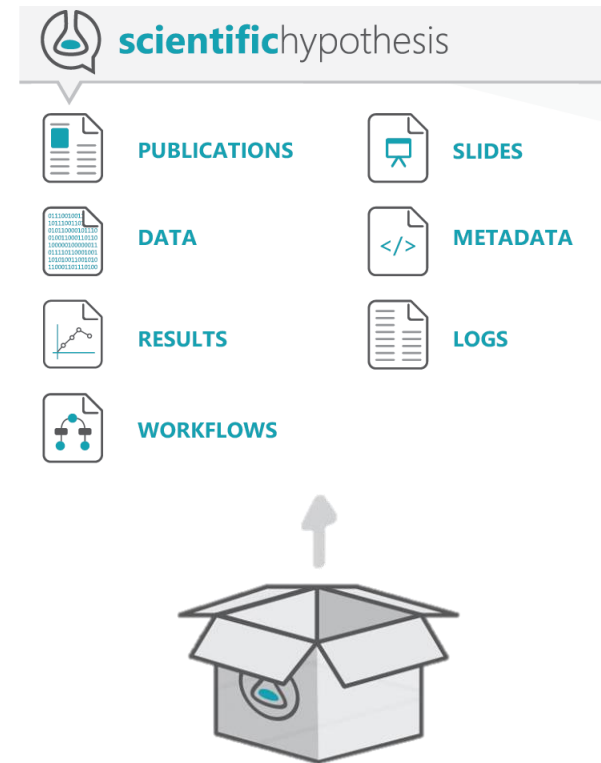 scientifichypothesis
PUBLICATIONS
SLIDES
DATA
METADATA
</>
RESULTS
LOGS
WORKFLOWS